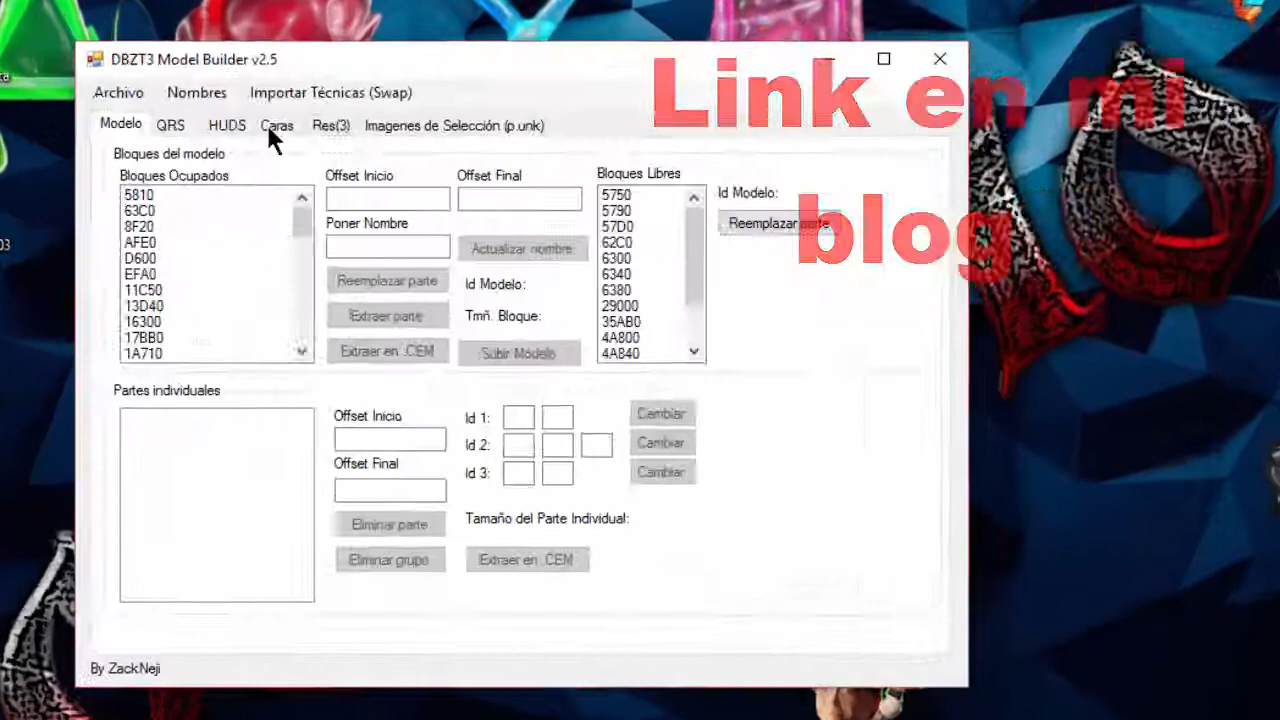 DBZT3 Model Builder v2.5
Link en mi
blog
Archivo Nombres Importar Técnicas (Swap)
Modelo QRS HUDS Caras Res(3) Imagenes de Selección (p.unk)
Bloques del modelo
Bloques Ocupados
5810
63C0
8F20
AFE0
D600
EFA0
11C50
13D40
16300
17BB0
1A710
Offset Inicio
Offset Final
Poner Nombre
Actualizar nombre
Reemplazar parte
Id Modelo:
Extraer parte
Tmñ. Bloque:
Extraer en .CEM
Subir Modelo
Bloques Libres
5750
5790
57D0
62C0
6300
6340
6380
29000
35AB0
4A800
4A840
Id Modelo:
Reemplazar parte
Partes individuales
Offset Inicio
Offset Final
Eliminar parte
Eliminar grupo
Id 1:
Cambiar
Id 2:
Cambiar
Id 3:
Cambiar
Tamaño del Parte Individual:
Extraer en .CEM
By ZackNeji
03